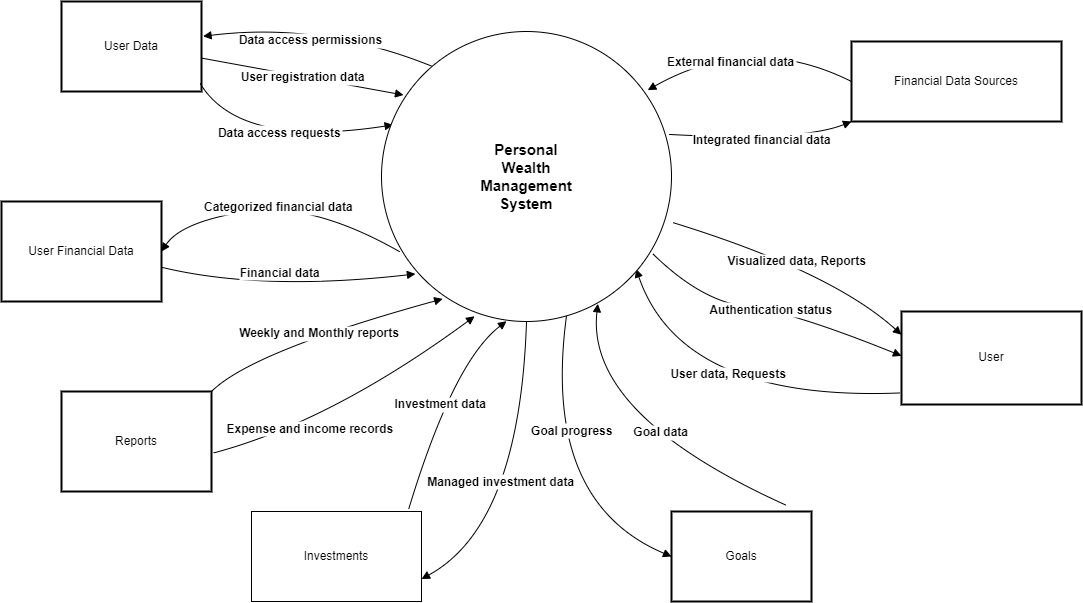 User Data
Data access permissions
User registration data
Data access requests
External financial data
Financial Data Sources
Integrated financial data
Personal
Wealth
Management
System
Categorized financial data
User Financial Data
Financial data
Visualized data, Reports
Authentication status
User
User data, Requests
Weekly and Monthly reports
Expense and income records
Reports
Investment data
Goal progress
Goal data
Managed investment data
Investments
Goals